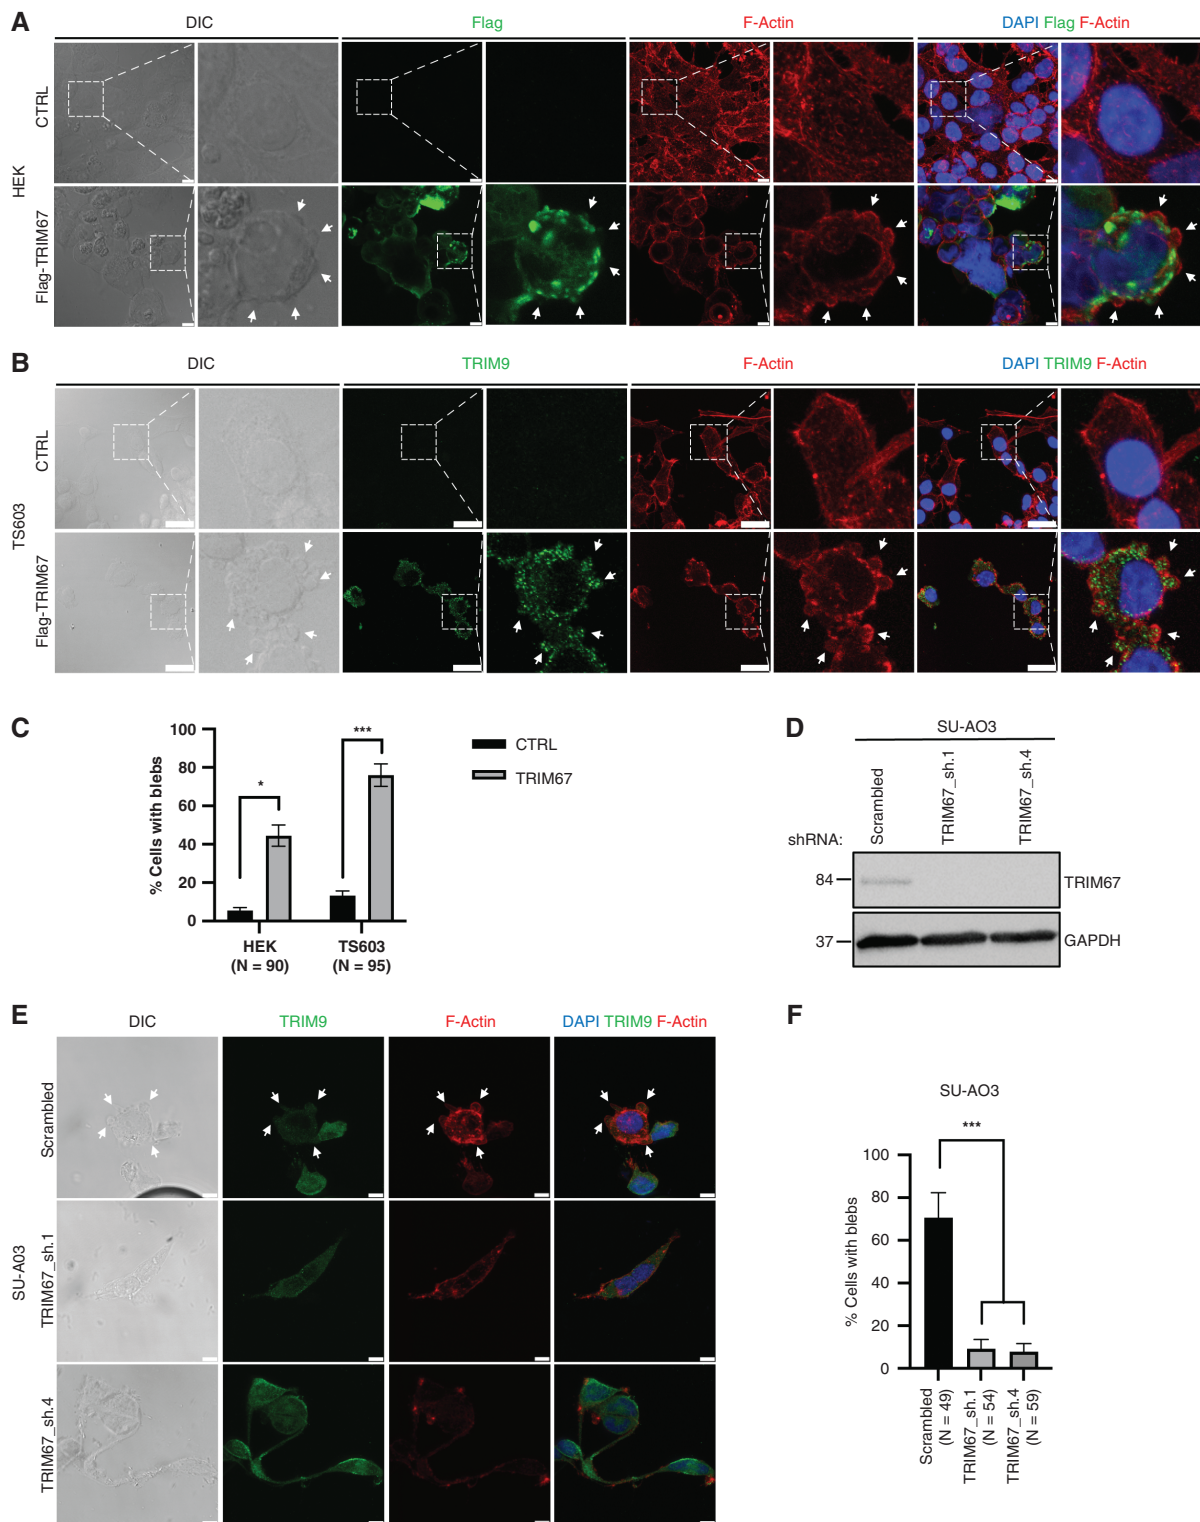 A
DIC
Flag
F-Actin
DAPI Flag F-Actin
HEK
CTRL
Flag-TRIM67
B
DIC
TRIM9
F-Actin
DAPI TRIM9 F-Actin
TS603
CTRL
Flag-TRIM67
C
% Cells with blebs
100
80
60
40
20
0
*
***
HEK
(N = 90)
TS603
(N = 95)
CTRL
TRIM67
D
SU-AO3
shRNA:
Scrambled
TRIM67_sh.1
TRIM67_sh.4
84
TRIM67
37
GAPDH
E
DIC
TRIM9
F-Actin
DAPI TRIM9 F-Actin
SU-A03
Scrambled
TRIM67_sh.1
TRIM67_sh.4
F
SU-AO3
***
% Cells with blebs
100
80
60
40
20
0
Scrambled
(N = 49)
TRIM67_sh.1
(N = 54)
TRIM67_sh.4
(N = 59)